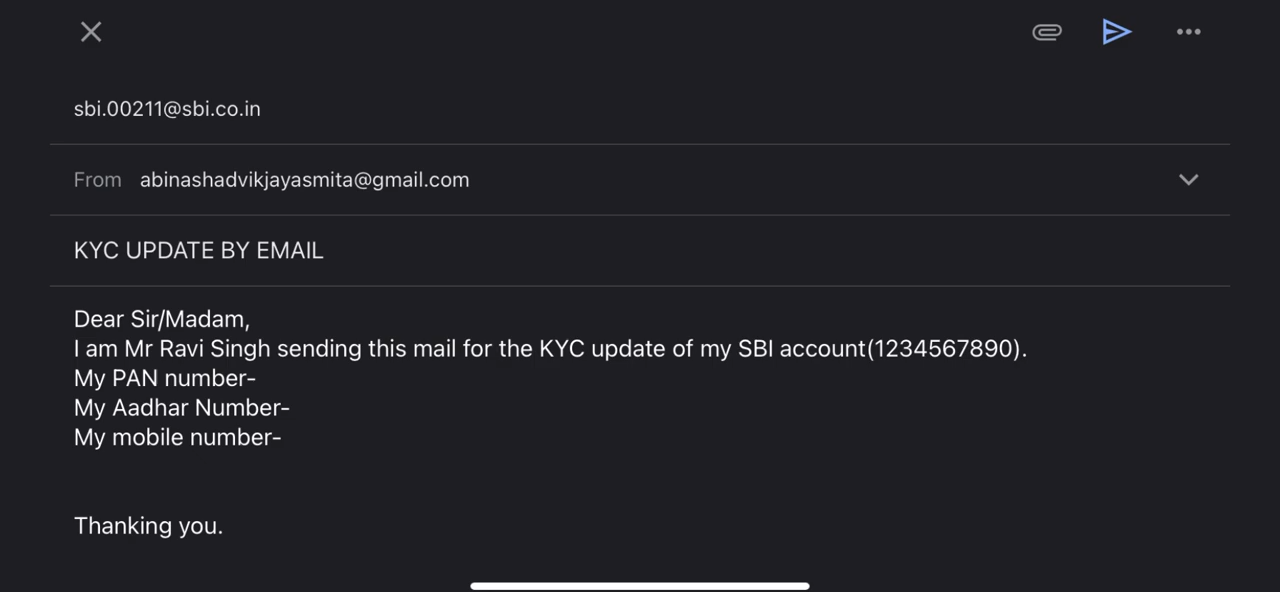 sbi.00211@sbi.co.in
From abinashadvikjayasmita@gmail.com
KYC UPDATE BY EMAIL
Dear Sir/Madam,
I am Mr Ravi Singh sending this mail for the KYC update of my SBI account(1234567890).
My PAN number-
My Aadhar Number-
My mobile number-
Thanking you.